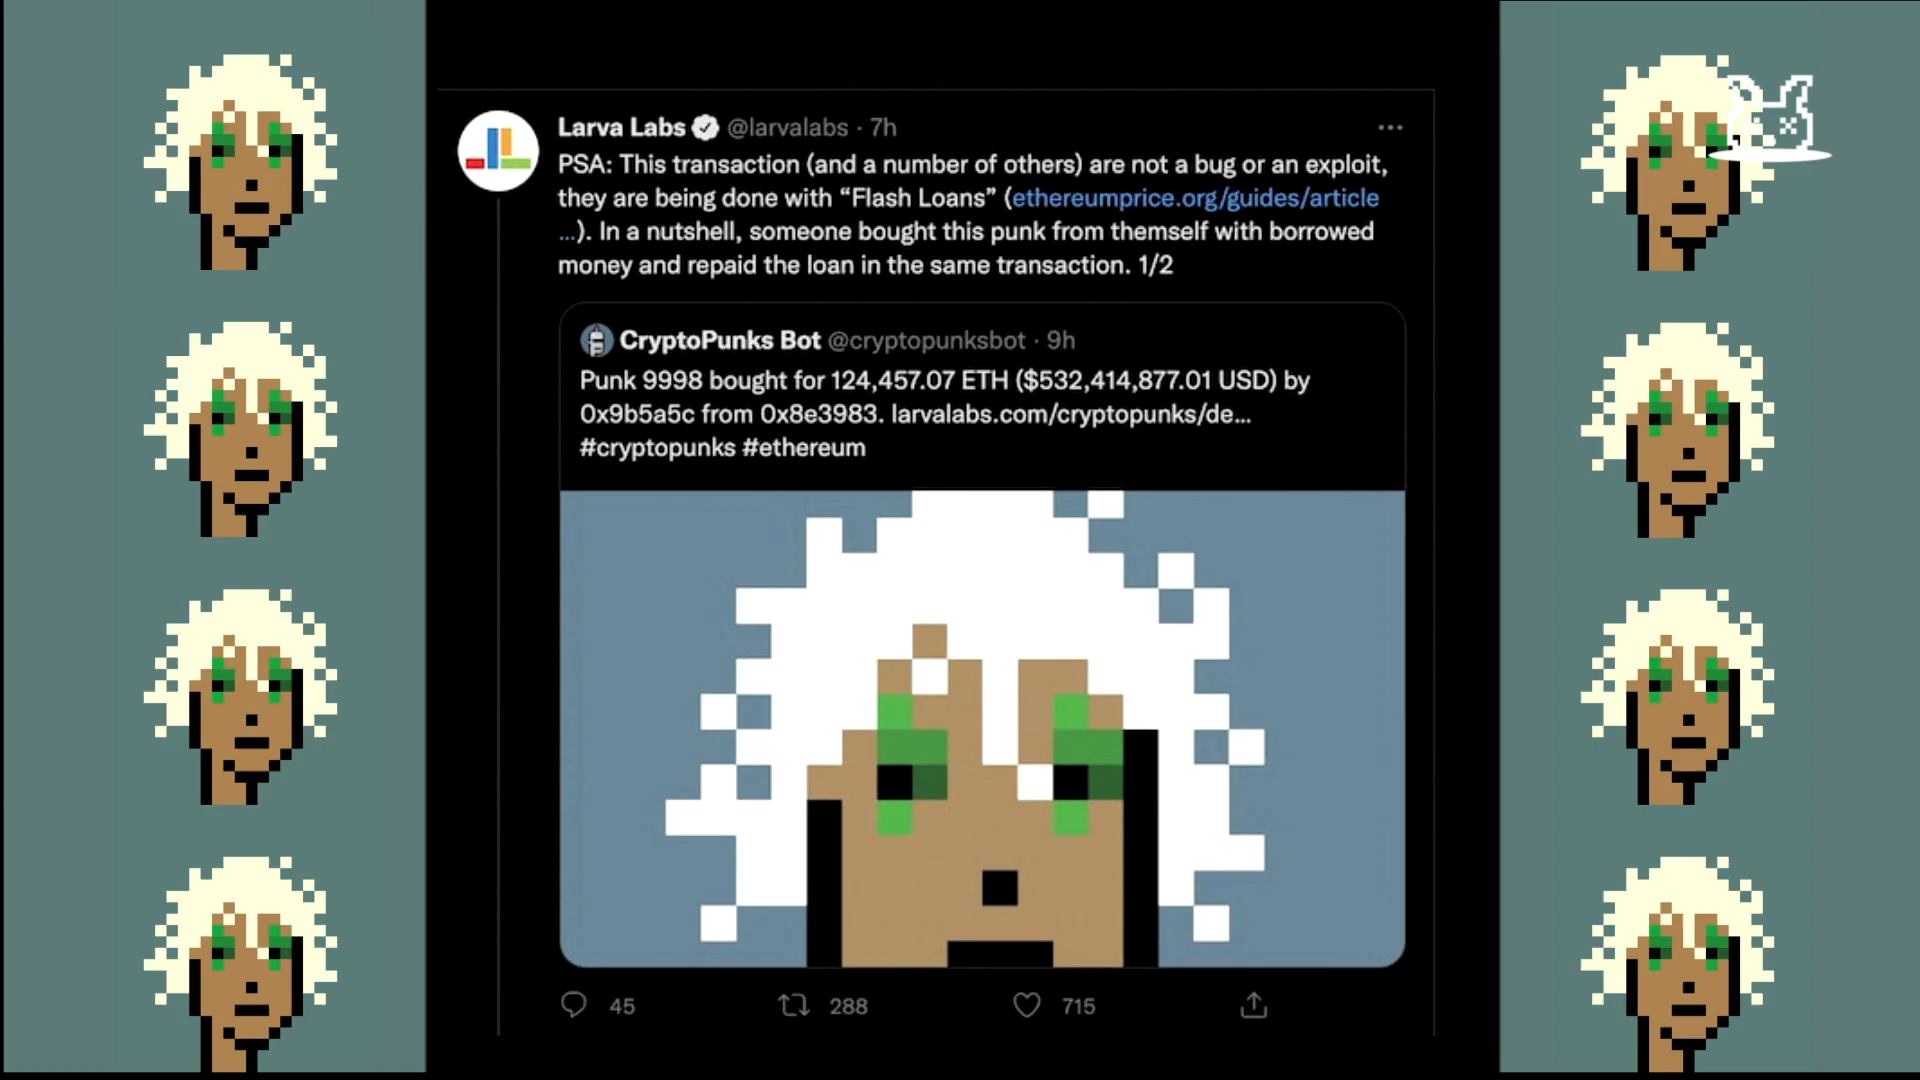 Larva Labs @larvalabs · 7h
PSA: This transaction (and a number of others) are not a bug or an exploit,
they are being done with “Flash Loans” (ethereumprice.org/guides/article
…). In a nutshell, someone bought this punk from themself with borrowed
money and repaid the loan in the same transaction. 1/2
CryptoPunks Bot @cryptopunksbot · 9h
Punk 9998 bought for 124,457.07 ETH ($532,414,877.01 USD) by
0x9b5a5c from 0x8e3983. larvalabs.com/cryptopunks/de…
#cryptopunks #ethereum
45 288 715